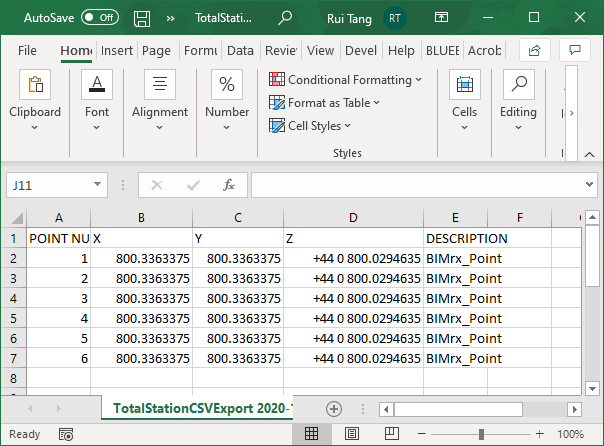 AutoSave Off TotalStati... Rui Tang RT
File Home Insert Page Formu Data Review View Devel Help BLUEB Acrob
Clipboard Font Alignment Number Conditional Formatting Format as Table Cell Styles Styles Cells Editing
J11 fx
A B C D E F
1 POINT NU X Y Z DESCRIPTION
2 1 800.3363375 800.3363375 +44 0 800.0294635 BIMrx_Point
3 2 800.3363375 800.3363375 +44 0 800.0294635 BIMrx_Point
4 3 800.3363375 800.3363375 +44 0 800.0294635 BIMrx_Point
5 4 800.3363375 800.3363375 +44 0 800.0294635 BIMrx_Point
6 5 800.3363375 800.3363375 +44 0 800.0294635 BIMrx_Point
7 6 800.3363375 800.3363375 +44 0 800.0294635 BIMrx_Point
8
TotalStationCSVExport 2020-1
Ready 100%